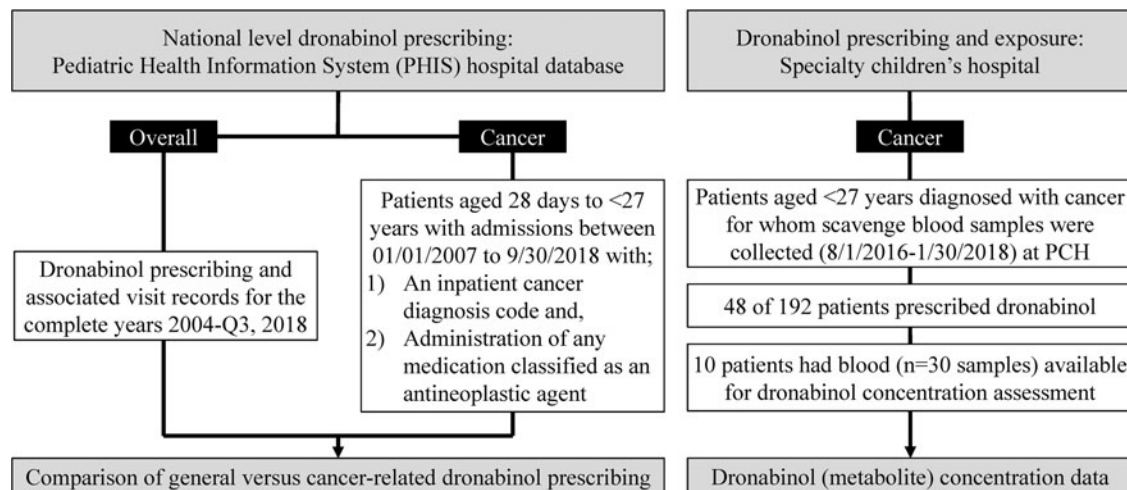 National level dronabinol prescribing:
Pediatric Health Information System (PHIS) hospital database
Overall
Cancer
Dronabinol prescribing and
associated visit records for the
complete years 2004-Q3, 2018
Patients aged 28 days to <27
years with admissions between
01/01/2007 to 9/30/2018 with;
1) An inpatient cancer
diagnosis code and,
2) Administration of any
medication classified as an
antineoplastic agent
Comparison of general versus cancer-related dronabinol prescribing
Dronabinol prescribing and exposure:
Specialty children’s hospital
Cancer
Patients aged <27 years diagnosed with cancer
for whom scavenge blood samples were
collected (8/1/2016-1/30/2018) at PCH
48 of 192 patients prescribed dronabinol
10 patients had blood (n=30 samples) available
for dronabinol concentration assessment
Dronabinol (metabolite) concentration data